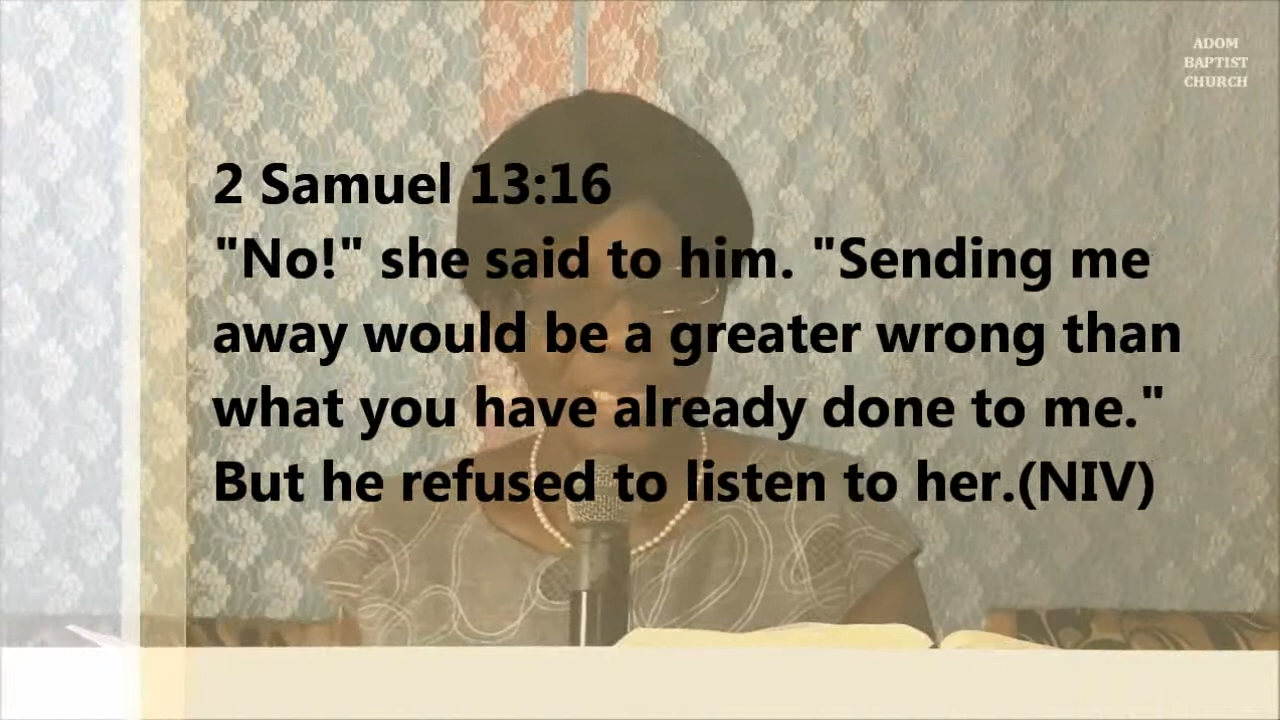 ADOM
BAPTIST
CHURCH
2 Samuel 13:16
"No!" she said to him. "Sending me
away would be a greater wrong than
what you have already done to me."
But he refused to listen to her.(NIV)